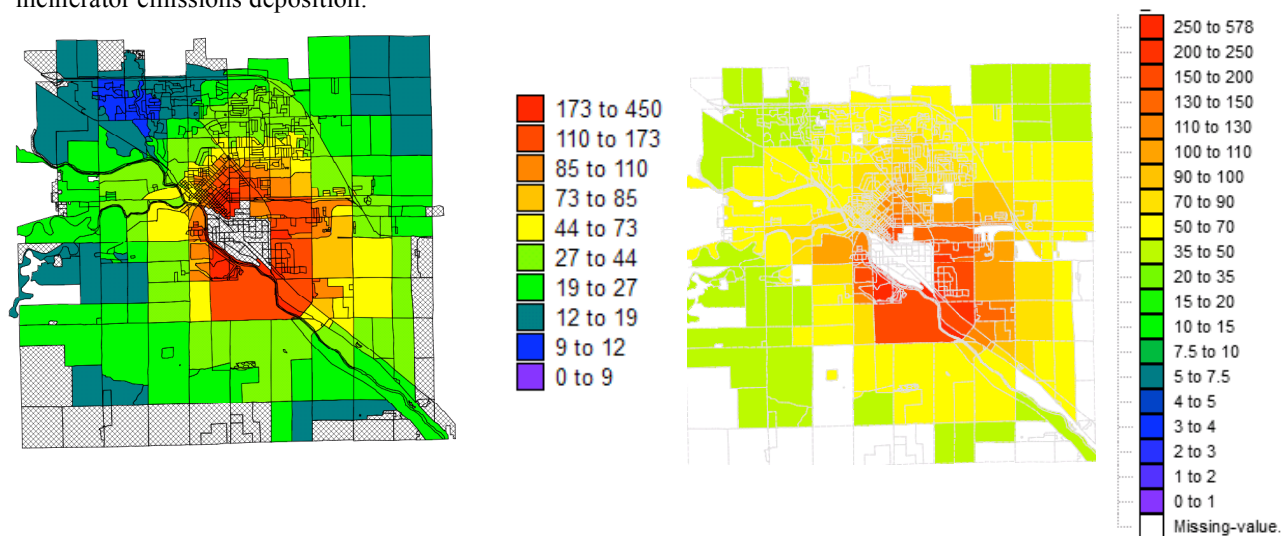 incinerator emissions deposition.
173 to 450
110 to 173
85 to 110
73 to 85
44 to 73
27 to 44
19 to 27
12 to 19
9 to 12
0 to 9
250 to 578
200 to 250
150 to 200
130 to 150
110 to 130
100 to 110
90 to 100
70 to 90
50 to 70
35 to 50
20 to 35
15 to 20
10 to 15
7.5 to 10
5 to 7.5
4 to 5
3 to 4
2 to 3
1 to 2
0 to 1
Missing-value.